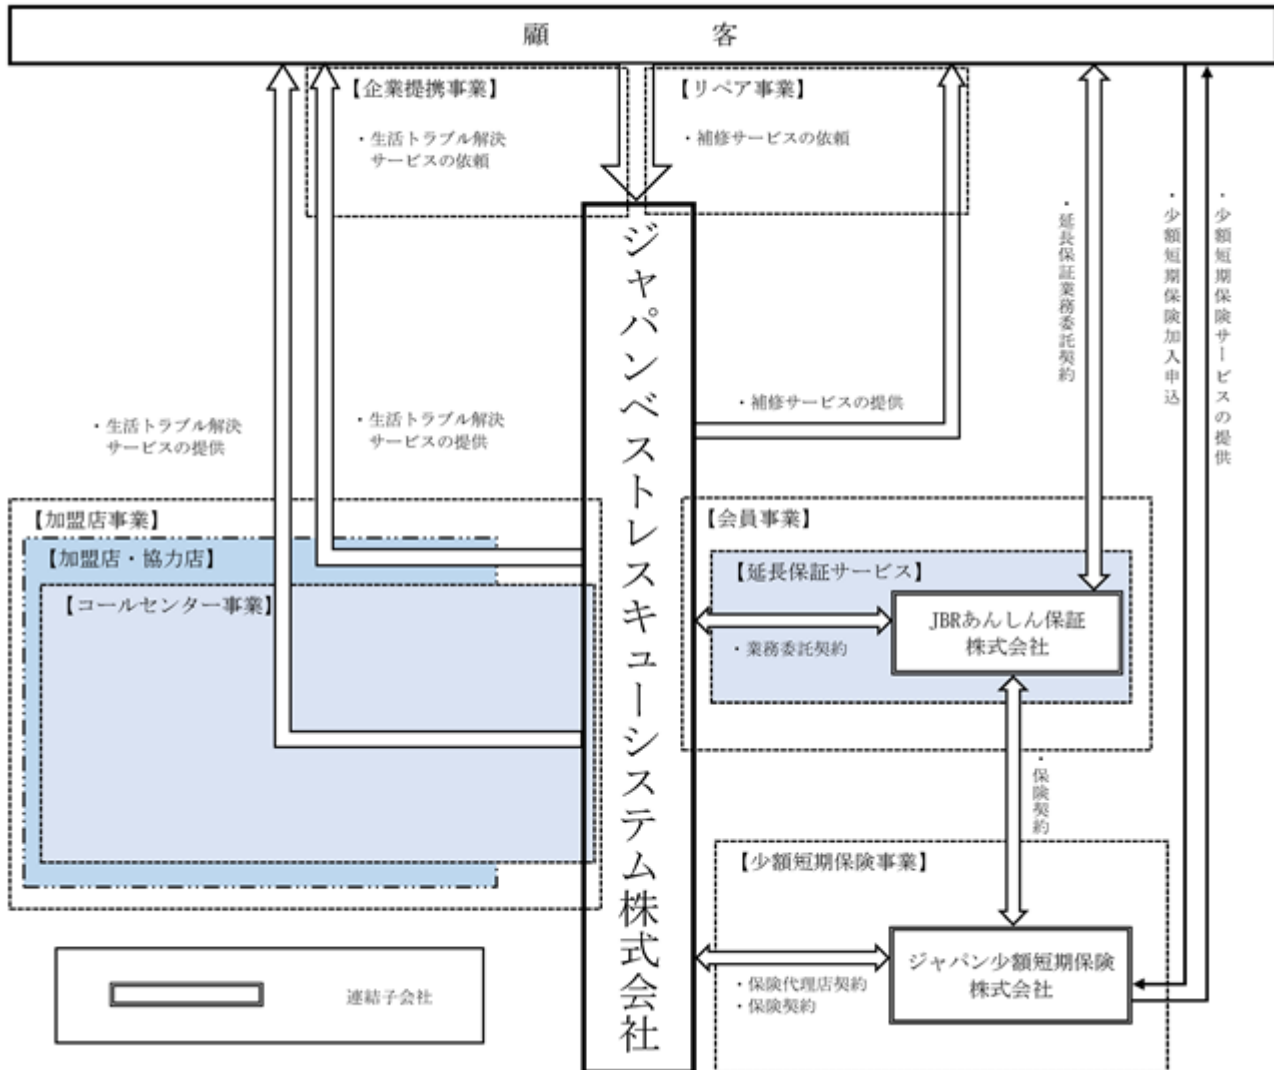 顧　客
【企業提携事業】
・生活トラブル解決
サービスの依頼
【リペア事業】
・補修サービスの依頼
ジャパンベストレスキューシステム株式会社
・延長保証業務委託契約
・少額短期保険加入申込
・少額短期保険サービスの提供
・生活トラブル解決
サービスの提供
・生活トラブル解決
サービスの提供
・補修サービスの提供
【加盟店事業】
【加盟店・協力店】
【コールセンター事業】
【会員事業】
【延長保証サービス】
JBRあんしん保証
株式会社
・業務委託契約
・保険契約
【少額短期保険事業】
ジャパン少額短期保険
株式会社
・保険代理店契約
・保険契約
連結子会社